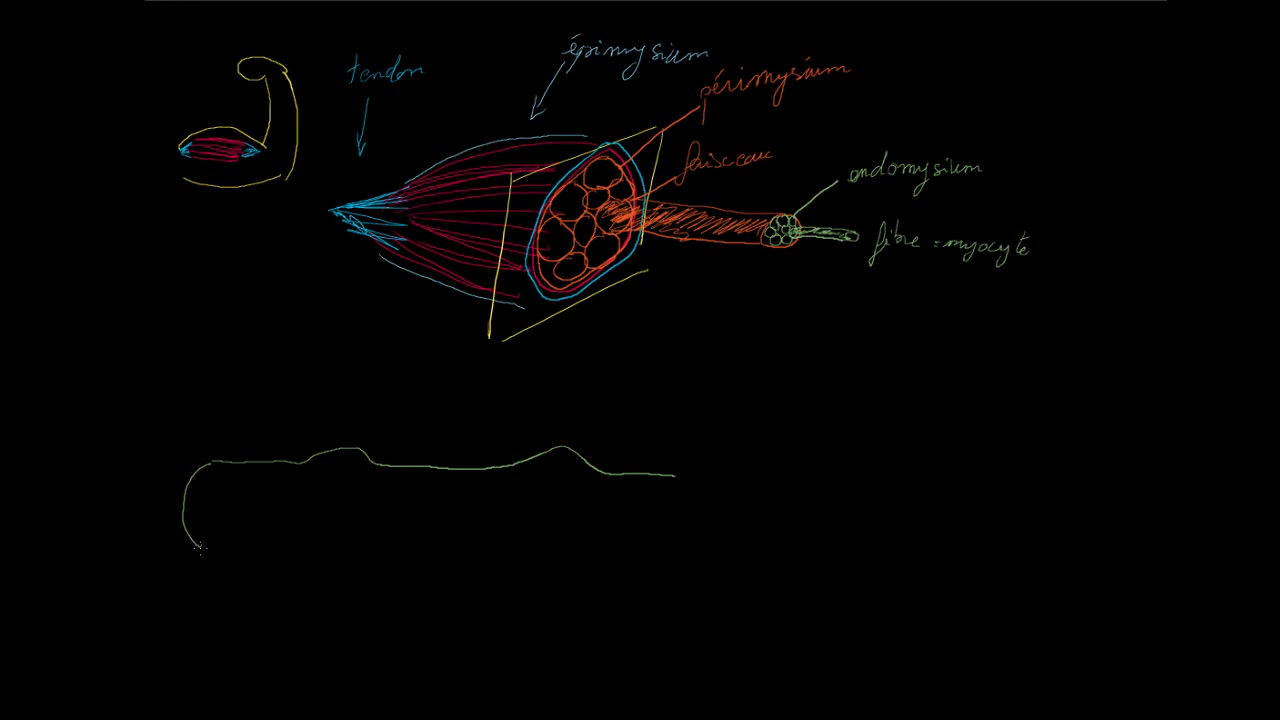 tendon
épimysium
périmysium
faisceau
endomysium
fibre = myocyte